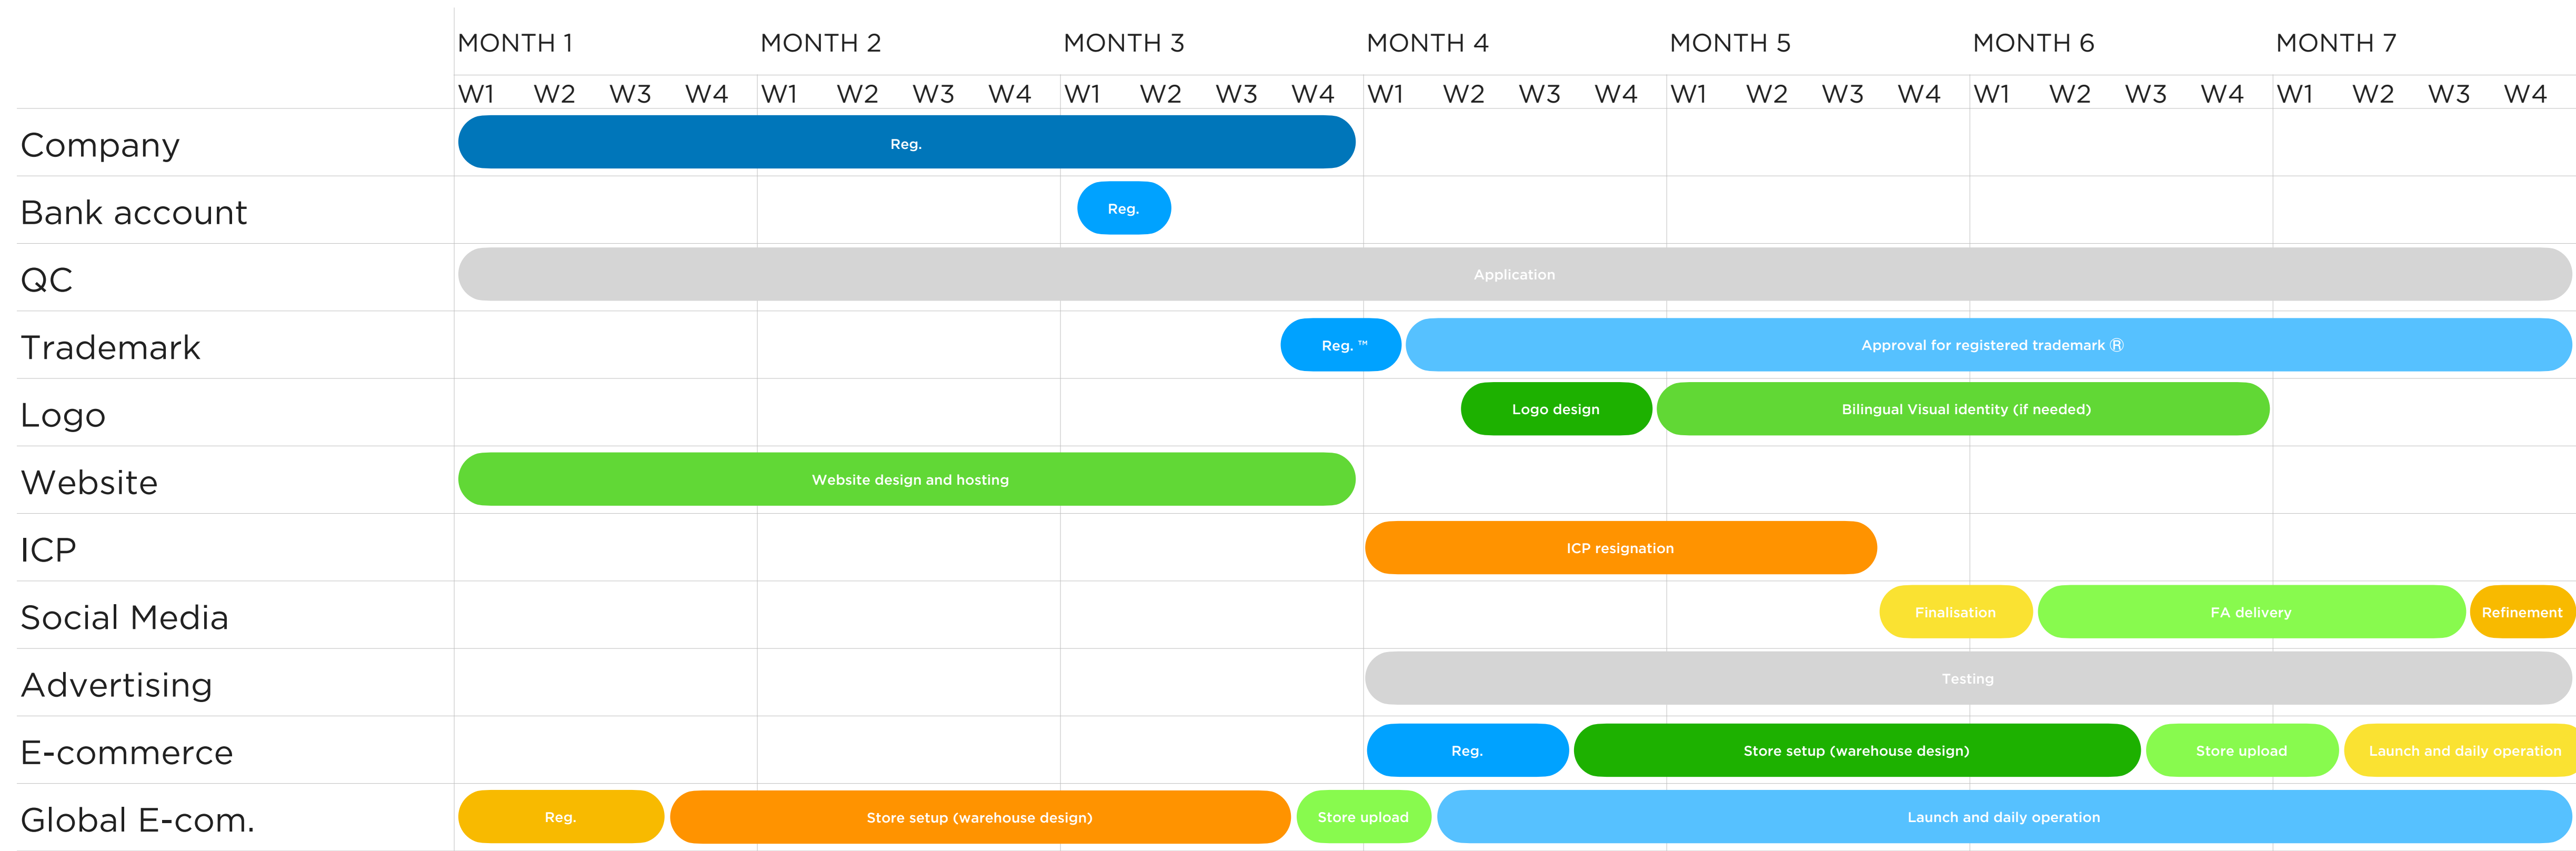 MONTH 1 MONTH 2 MONTH 3 MONTH 4 MONTH 5 MONTH 6 MONTH 7
W1 W2 W3 W4 W1 W2 W3 W4 W1 W2 W3 W4 W1 W2 W3 W4 W1 W2 W3 W4 W1 W2 W3 W4 W1 W2 W3 W4
Company Reg.
Bank account Reg.
QC Application
Trademark Reg. ™ Approval for registered trademark Ⓡ
Logo Logo design Bilingual Visual identity (if needed)
Website Website design and hosting
ICP ICP resignation
Social Media Finalisation FA delivery Refinement
Advertising Testing
E-commerce Reg. Store setup (warehouse design) Store upload Launch and daily operation
Global E-com. Reg. Store setup (warehouse design) Store upload Launch and daily operation